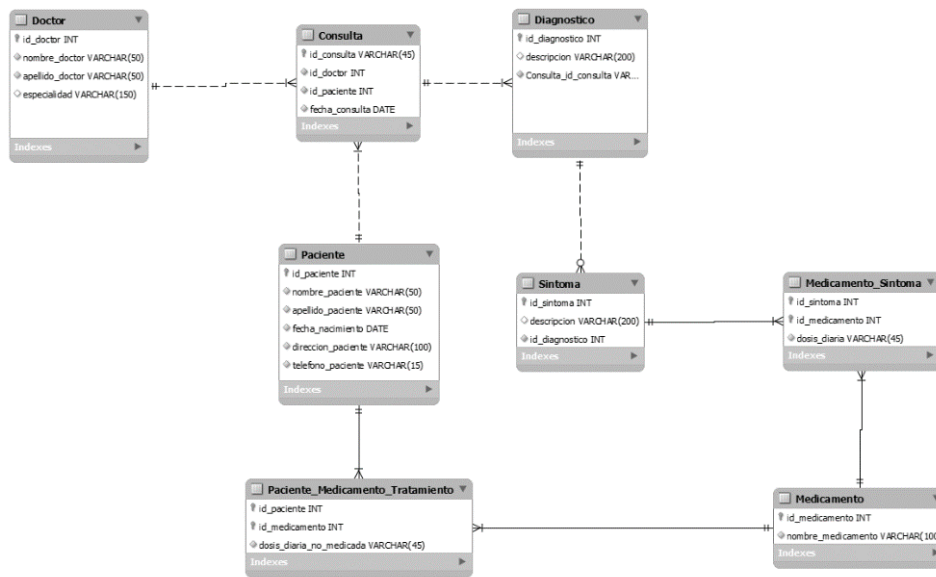 Doctor
id_doctor INT
nombre_doctor VARCHAR(50)
apellido_doctor VARCHAR(50)
especialidad VARCHAR(150)
Indexes
Consulta
id_consulta VARCHAR(45)
id_doctor INT
id_paciente INT
fecha_consulta DATE
Indexes
Diagnostico
id_diagnostico INT
descripcion VARCHAR(200)
Consulta_id_consulta VAR...
Indexes
Paciente
id_paciente INT
nombre_paciente VARCHAR(50)
apellido_paciente VARCHAR(50)
fecha_nacimiento DATE
direccion_paciente VARCHAR(100)
telefono_paciente VARCHAR(15)
Indexes
Sintoma
id_sintoma INT
descripcion VARCHAR(200)
id_diagnostico INT
Indexes
Medicamento_Sintoma
id_sintoma INT
id_medicamento INT
dosis_diaria VARCHAR(45)
Indexes
Paciente_Medicamento_Tratamiento
id_paciente INT
id_medicamento INT
dosis_diaria_no_medicada VARCHAR(45)
Indexes
Medicamento
id_medicamento INT
nombre_medicamento VARCHAR(100
Indexes